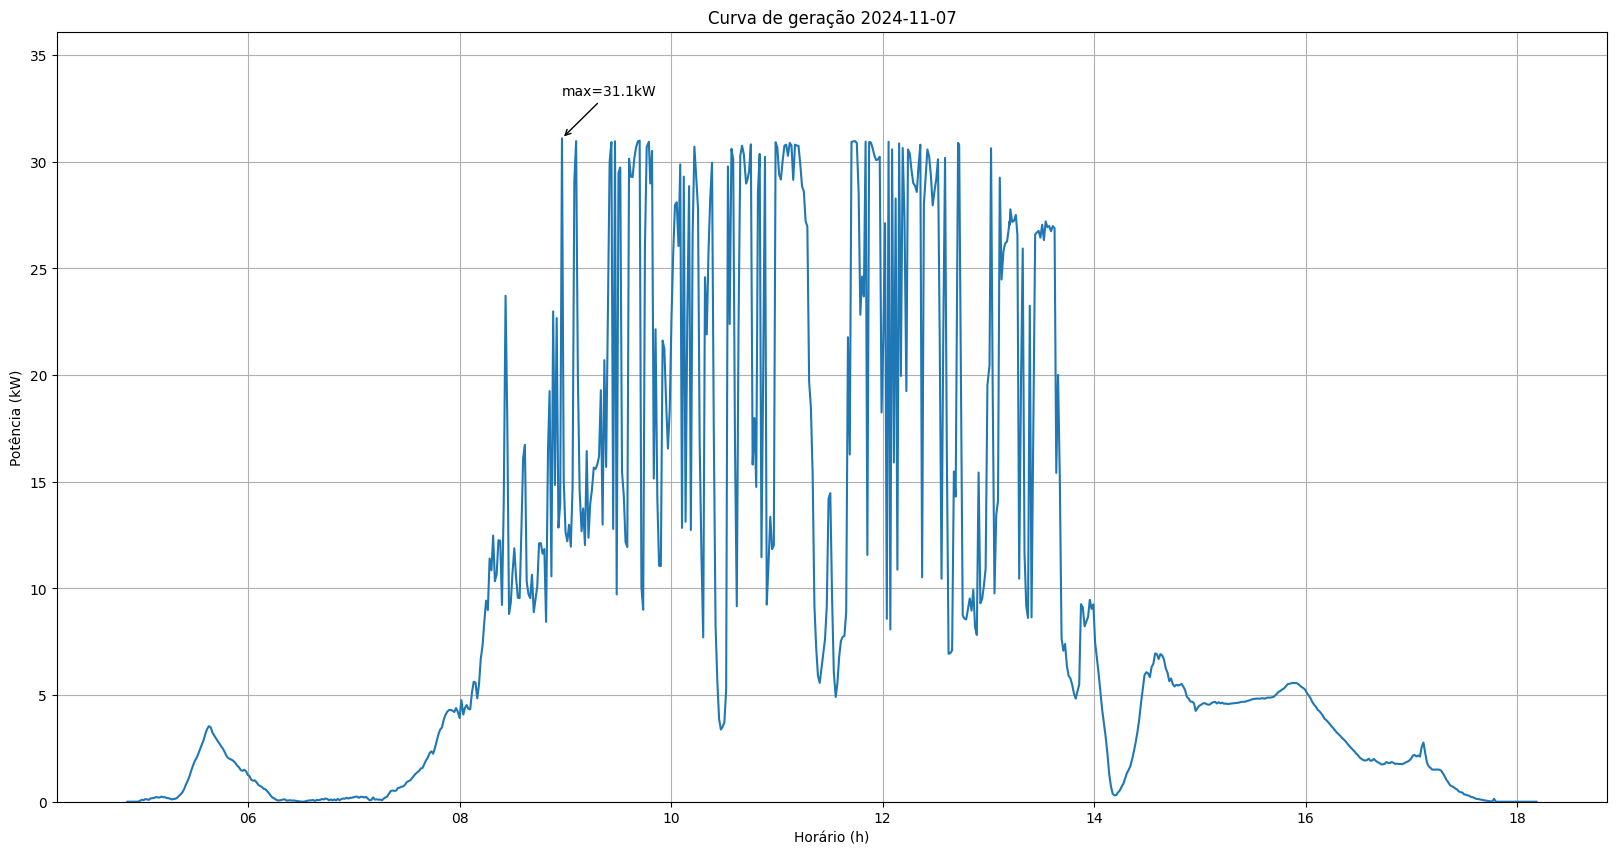 Curva de geração 2024-11-07
35
max=31.1kW
30
25
20
15
10
5
0
Potência (kW)
06 08 10 12 14 16 18
Horário (h)